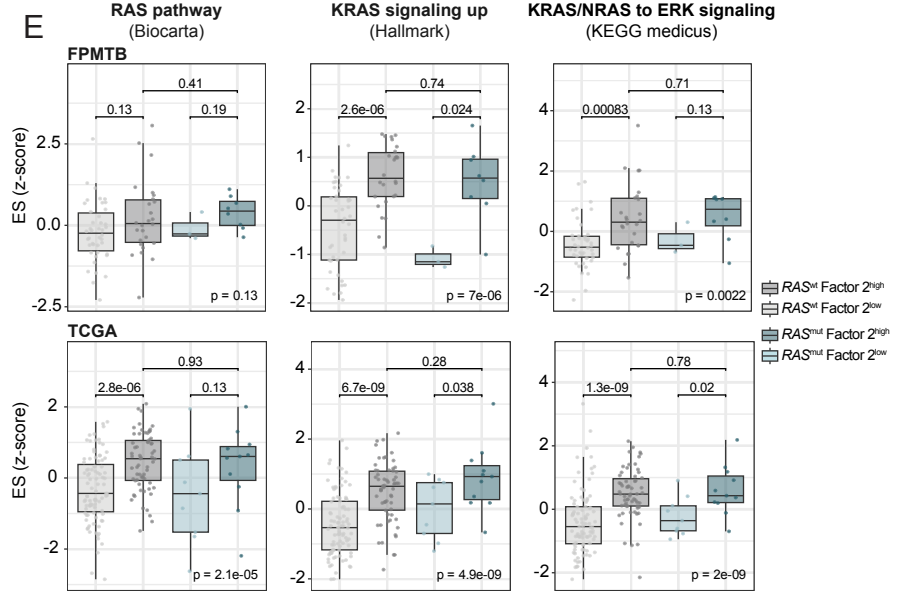 E
RAS pathway
(Biocarta)
KRAS signaling up
(Hallmark)
KRAS/NRAS to ERK signaling
(KEGG medicus)
FPMTB
ES (z-score)
2.5
0.0
-2.5
0.41
0.13
0.19
p = 0.13
2
1
0
-1
-2
0.74
2.6e-06
0.024
p = 7e-06
4
2
0
-2
0.71
0.00083
0.13
p = 0.0022
RASwt Factor 2high
RASwt Factor 2low
RASmut Factor 2high
RASmut Factor 2low
TCGA
ES (z-score)
2
0
-2
0.93
2.8e-06
0.13
p = 2.1e-05
4
2
0
-2
0.28
6.7e-09
0.038
p = 4.9e-09
4
2
0
-2
0.78
1.3e-09
0.02
p = 2e-09